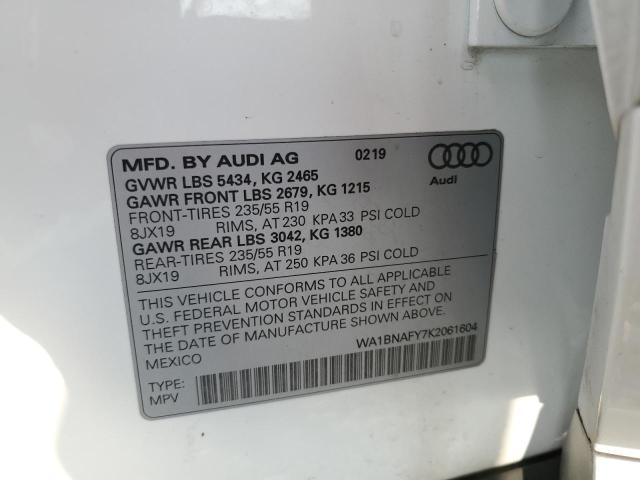 MFD. BY AUDI AG 0219
GVWR LBS 5434, KG 2465
GAWR FRONT LBS 2679, KG 1215
FRONT-TIRES 235/55 R19
8JX19 RIMS, AT 230 KPA 33 PSI COLD
GAWR REAR LBS 3042, KG 1380
REAR-TIRES 235/55 R19
8JX19 RIMS, AT 250 KPA 36 PSI COLD
Audi
THIS VEHICLE CONFORMS TO ALL APPLICABLE
U.S. FEDERAL MOTOR VEHICLE SAFETY AND
THEFT PREVENTION STANDARDS IN EFFECT ON
THE DATE OF MANUFACTURE SHOWN ABOVE.
MEXICO WA1BNAFY7K2061604
TYPE:
MPV